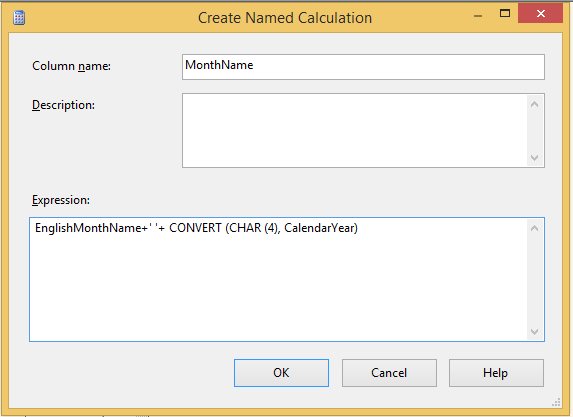 Create Named Calculation
Column name: MonthName
Description:
Expression:
EnglishMonthName+' '+ CONVERT (CHAR (4), CalendarYear)
OK Cancel Help